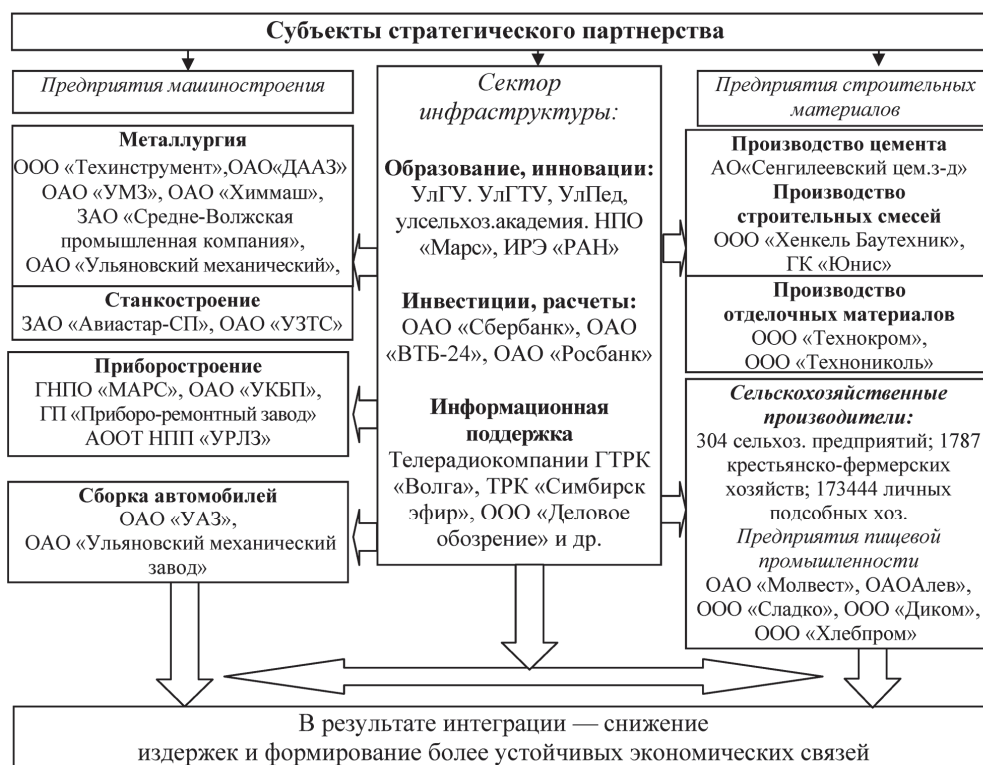 Субъекты стратегического партнерства
Предприятия машиностроения
Металлургия
ООО «Техинструмент»,ОАО«ДААЗ»
ОАО «УМЗ», ОАО «Химмаш»,
ЗАО «Средне-Волжская
промышленная компания»,
ОАО «Ульяновский механический»,
Станкостроение
ЗАО «Авиастар-СП», ОАО «УЗТС»
Приборостроение
ГНПО «МАРС», ОАО «УКБП»,
ГП «Приборо-ремонтный завод»
АООТ НПП «УРЛЗ»
Сборка автомобилей
ОАО «УАЗ»,
ОАО «Ульяновский механический
завод»
Сектор
инфраструктуры:
Образование, инновации:
УлГУ. УлГТУ, УлПед,
улсельхоз.академия. НПО
«Марс», ИРЭ «РАН»
Инвестиции, расчеты:
ОАО «Сбербанк», ОАО
«ВТБ-24», ОАО «Росбанк»
Информационная
поддержка
Телерадиокомпании ГТРК
«Волга», ТРК «Симбирск
эфир», ООО «Деловое
обозрение» и др.
Предприятия строительных
материалов
Производство цемента
АО«Сенгилеевский цем.з-д»
Производство
строительных смесей
ООО «Хенкель Баутехник»,
ГК «Юнис»
Производство
отделочных материалов
ООО «Технокром»,
ООО «Технониколь»
Сельскохозяйственные
производители:
304 сельхоз. предприятий; 1787
крестьянско-фермерских
хозяйств; 173444 личных
подсобных хоз.
Предприятия пищевой
промышленности
ОАО «Молвест», ОАОАлев»,
ООО «Сладко», ООО «Диком»,
ООО «Хлебпром»
В результате интеграции — снижение
издержек и формирование более устойчивых экономических связей